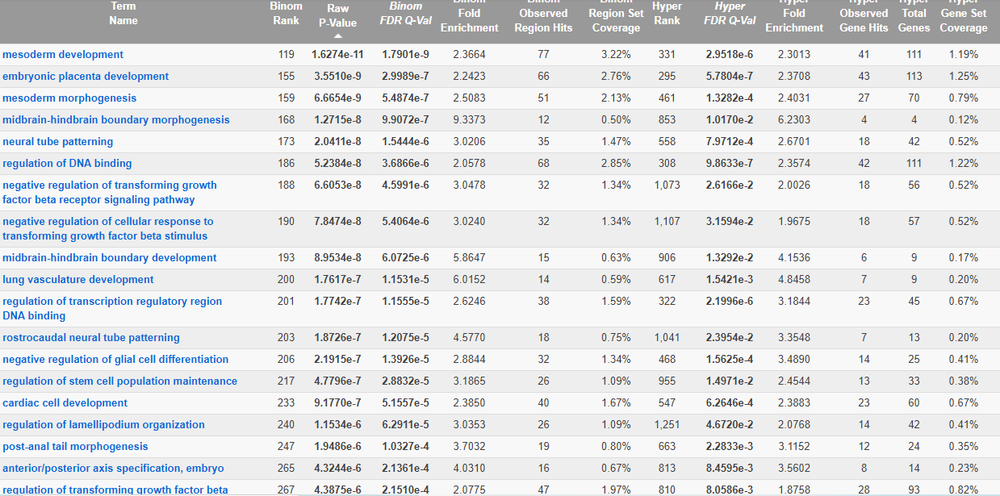 Term Name Binom Rank Raw P-Value Binom FDR Q-Val Binom Fold Enrichment Binom Observed Region Hits Binom Region Set Coverage Hyper Rank Hyper FDR Q-Val Hyper Fold Enrichment Hyper Observed Gene Hits Hyper Total Genes Hyper Gene Set Coverage
mesoderm development 119 1.6274e-11 1.7901e-9 2.3664 77 3.22% 331 2.9518e-6 2.3013 41 111 1.19%
embryonic placenta development 155 3.5510e-9 2.9989e-7 2.2423 66 2.76% 295 5.7804e-7 2.3708 43 113 1.25%
mesoderm morphogenesis 159 6.6654e-9 5.4874e-7 2.5083 51 2.13% 461 1.3282e-4 2.4031 27 70 0.79%
midbrain-hindbrain boundary morphogenesis 168 1.2715e-8 9.9072e-7 9.3373 12 0.50% 853 1.0170e-2 6.2303 4 4 0.12%
neural tube patterning 173 2.0411e-8 1.5444e-6 3.0206 35 1.47% 558 7.9712e-4 2.6701 18 42 0.52%
regulation of DNA binding 186 5.2384e-8 3.6866e-6 2.0578 68 2.85% 308 9.8633e-7 2.3574 42 111 1.22%
negative regulation of transforming growth 188 6.6053e-8 4.5991e-6 3.0478 32 1.34% 1,073 2.6166e-2 2.0026 18 56 0.52%
factor beta receptor signaling pathway
negative regulation of cellular response to 190 7.8474e-8 5.4064e-6 3.0240 32 1.34% 1,107 3.1594e-2 1.9675 18 57 0.52%
transforming growth factor beta stimulus
midbrain-hindbrain boundary development 193 8.9534e-8 6.0725e-6 5.8647 15 0.63% 906 1.3292e-2 4.1536 6 9 0.17%
lung vasculature development 200 1.7617e-7 1.1531e-5 6.0152 14 0.59% 617 1.5421e-3 4.8458 7 9 0.20%
regulation of transcription regulatory region 201 1.7742e-7 1.1555e-5 2.6246 38 1.59% 322 2.1996e-6 3.1844 23 45 0.67%
DNA binding
rostrocaudal neural tube patterning 203 1.8726e-7 1.2075e-5 4.5770 18 0.75% 1,041 2.3954e-2 3.3548 7 13 0.20%
negative regulation of glial cell differentiation 206 2.1915e-7 1.3926e-5 2.8844 32 1.34% 468 1.5625e-4 3.4890 14 25 0.41%
regulation of stem cell population maintenance 217 4.7796e-7 2.8832e-5 3.1865 26 1.09% 955 1.4971e-2 2.4544 13 33 0.38%
cardiac cell development 233 9.1770e-7 5.1557e-5 2.3850 40 1.67% 547 6.2646e-4 2.3883 23 60 0.67%
regulation of lamellipodium organization 240 1.1534e-6 6.2911e-5 3.0353 26 1.09% 1,251 4.6720e-2 2.0768 14 42 0.41%
post-anal tail morphogenesis 247 1.9486e-6 1.0327e-4 3.7032 19 0.80% 663 2.2833e-3 3.1152 12 24 0.35%
anterior/posterior axis specification, embryo 265 4.3244e-6 2.1361e-4 4.0310 16 0.67% 813 8.4595e-3 3.5602 8 14 0.23%
regulation of transforming growth factor beta 267 4.3875e-6 2.1510e-4 2.0775 47 1.97% 810 8.0586e-3 1.8758 28 93 0.82%